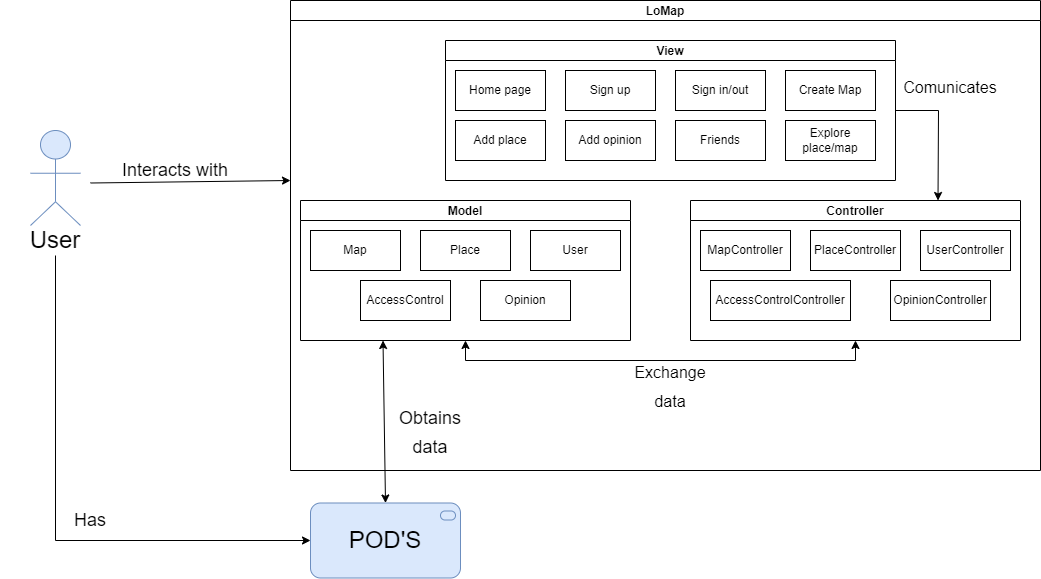 LoMap
View
Home page
Sign up
Sign in/out
Create Map
Add place
Add opinion
Friends
Explore
place/map
Comunicates
Interacts with
User
Model
Map
Place
User
AccessControl
Opinion
Controller
MapController
PlaceController
UserController
AccessControlController
OpinionController
Exchange
data
Obtains
data
Has
POD'S